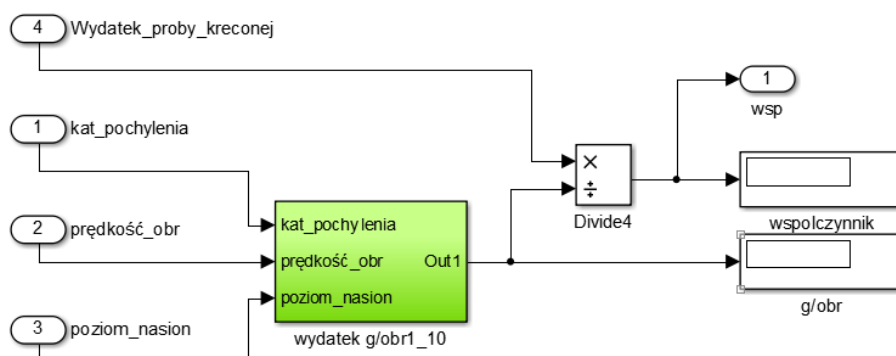 4 Wydatek_proby_kreconej
1
wsp
1 kat_pochylenia
×
÷
Divide4
wspolczynnik
2 prędkość_obr
kat_pochylenia
prędkość_obr Out1
poziom_nasion
g/obr
3 poziom_nasion
wydatek g/obr1_10